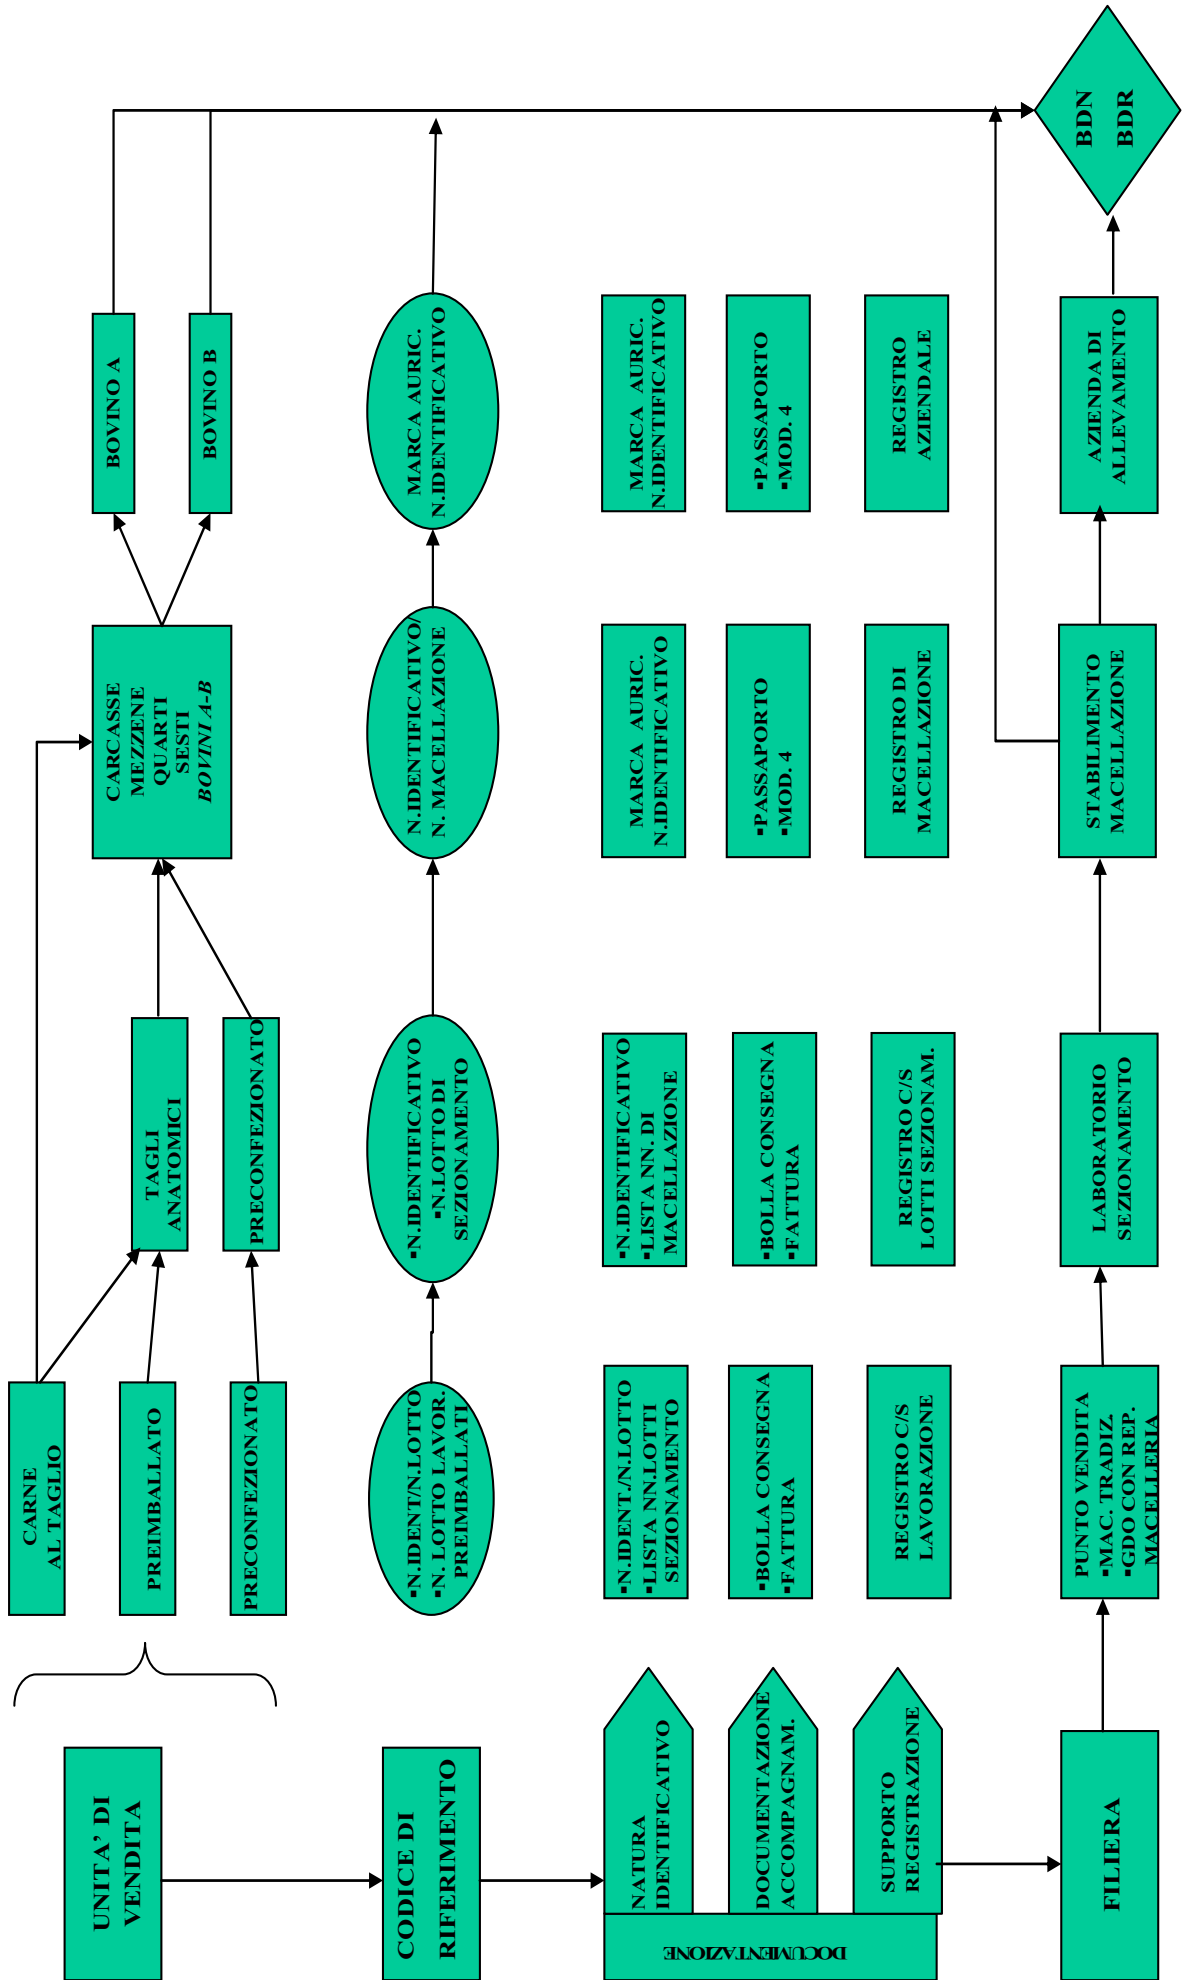 UNITA’ DI
VENDITA
CARNE
AL TAGLIO
PREIMBALLATO
PRECONFEZIONATO
TAGLI
ANATOMICI
PRECONFEZIONATO
CARCASSE
MEZZENE
QUARTI
SESTI
BOVINI A-B
BOVINO A
BOVINO B
CODICE DI
RIFERIMENTO
▪N.IDENT/N.LOTTO
▪N. LOTTO LAVOR.
PREIMBALLATI
▪N.IDENTIFICATIVO
▪N.LOTTO DI
SEZIONAMENTO
N.IDENTIFICATIVO/
N. MACELLAZIONE
MARCA AURIC.
N.IDENTIFICATIVO
DOCUMENTAZIONE
NATURA
IDENTIFICATIVO
▪N.IDENT./N.LOTTO
▪LISTA NN.LOTTI
SEZIONAMENTO
▪N.IDENTIFICATIVO
▪LISTA NN. DI
MACELLAZIONE
MARCA AURIC.
N.IDENTIFICATIVO
MARCA AURIC.
N.IDENTIFICATIVO
DOCUMENTAZIONE
ACCOMPAGNAM.
▪BOLLA CONSEGNA
▪FATTURA
▪BOLLA CONSEGNA
▪FATTURA
▪PASSAPORTO
▪MOD. 4
▪PASSAPORTO
▪MOD. 4
SUPPORTO
REGISTRAZIONE
REGISTRO C/S
LAVORAZIONE
REGISTRO C/S
LOTTI SEZIONAM.
REGISTRO DI
MACELLAZIONE
REGISTRO
AZIENDALE
FILIERA
PUNTO VENDITA
▪MAC. TRADIZ.
▪GDO CON REP.
MACELLERIA
LABORATORIO
SEZIONAMENTO
STABILIMENTO
MACELLAZIONE
AZIENDA DI
ALLEVAMENTO
BDN
BDR